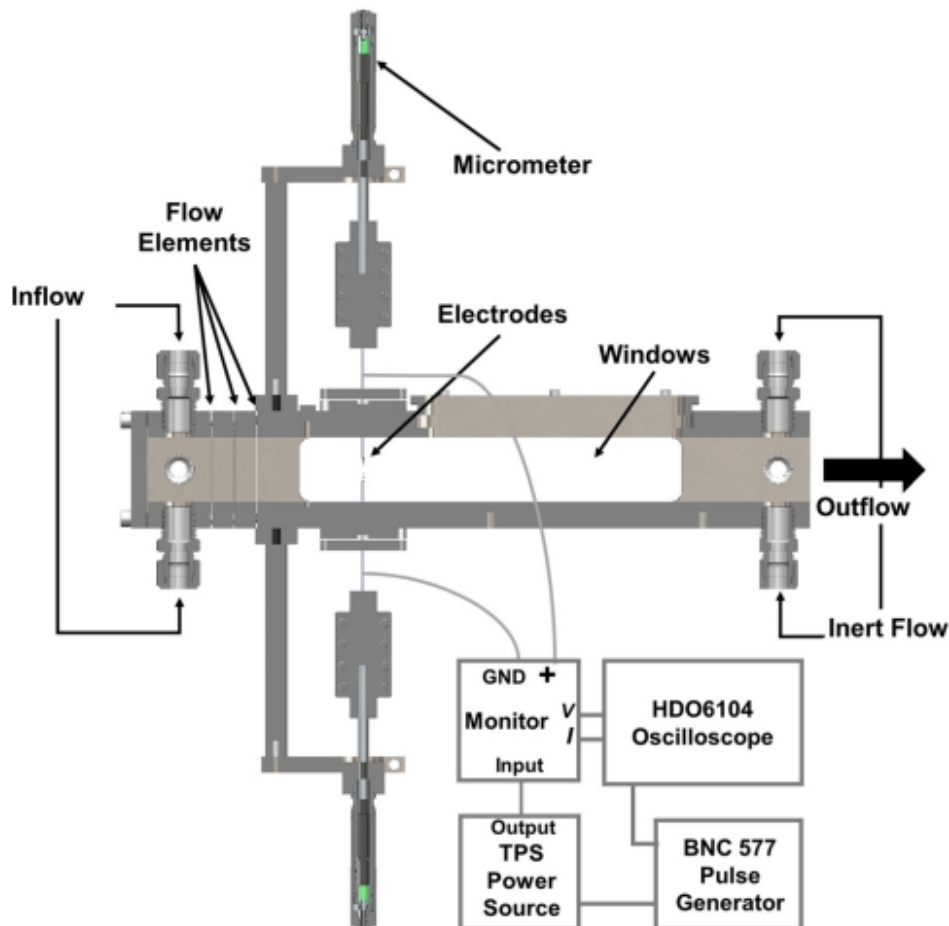 Micrometer
Flow
Elements
Inflow
Electrodes
Windows
Outflow
Inert Flow
GND +
Monitor V
I
Input
HDO6104
Oscilloscope
Output
TPS
Power
Source
BNC 577
Pulse
Generator